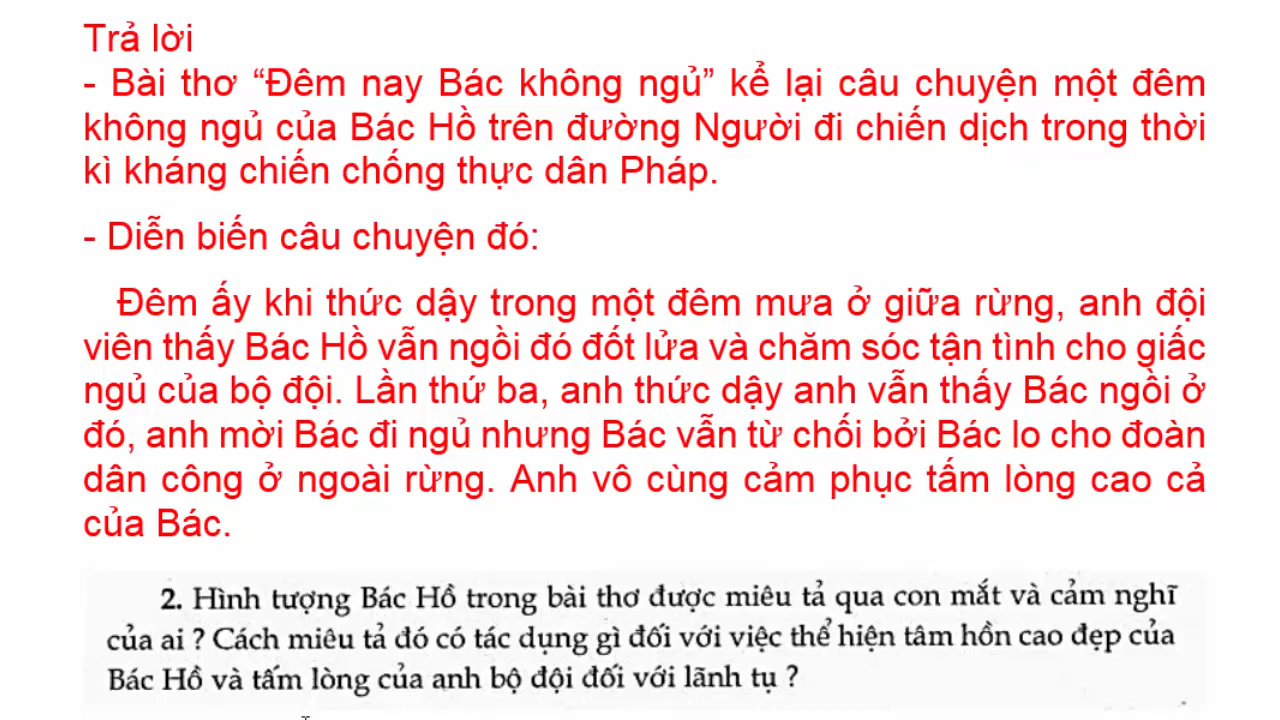 Trả lời
- Bài thơ “Đêm nay Bác không ngủ” kể lại câu chuyện một đêm
không ngủ của Bác Hồ trên đường Người đi chiến dịch trong thời
kì kháng chiến chống thực dân Pháp.
- Diễn biến câu chuyện đó:
Đêm ấy khi thức dậy trong một đêm mưa ở giữa rừng, anh đội
viên thấy Bác Hồ vẫn ngồi đó đốt lửa và chăm sóc tận tình cho giấc
ngủ của bộ đội. Lần thứ ba, anh thức dậy anh vẫn thấy Bác ngồi ở
đó, anh mời Bác đi ngủ nhưng Bác vẫn từ chối bởi Bác lo cho đoàn
dân công ở ngoài rừng. Anh vô cùng cảm phục tấm lòng cao cả
của Bác.
2. Hình tượng Bác Hồ trong bài thơ được miêu tả qua con mắt và cảm nghĩ
của ai ? Cách miêu tả đó có tác dụng gì đối với việc thể hiện tâm hồn cao đẹp của
Bác Hồ và tấm lòng của anh bộ đội đối với lãnh tụ ?